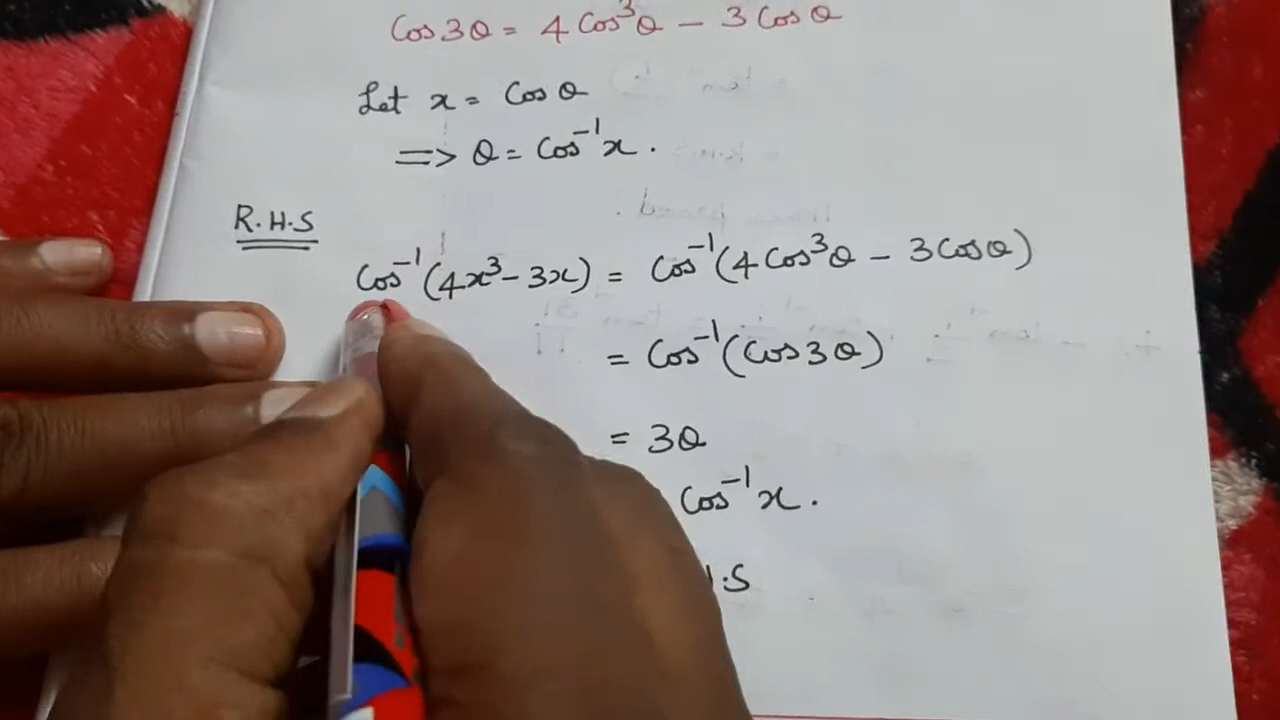 Cos 3θ = 4 Cos³θ − 3 Cos θ
Let x = Cos θ
=> θ = Cos⁻¹x.
R.H.S
Cos⁻¹(4x³ − 3x) = Cos⁻¹(4 Cos³θ − 3 Cos θ)
= Cos⁻¹(Cos 3θ)
= 3θ
Cos⁻¹x.
.S